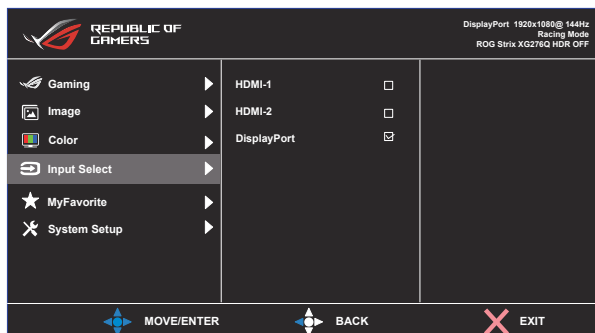 REPUBLIC OF
GAMERS
DisplayPort 1920x1080@ 144Hz
Racing Mode
ROG Strix XG276Q HDR OFF
Gaming
Image
Color
Input Select
MyFavorite
System Setup
HDMI-1
HDMI-2
DisplayPort
MOVE/ENTER
BACK
EXIT